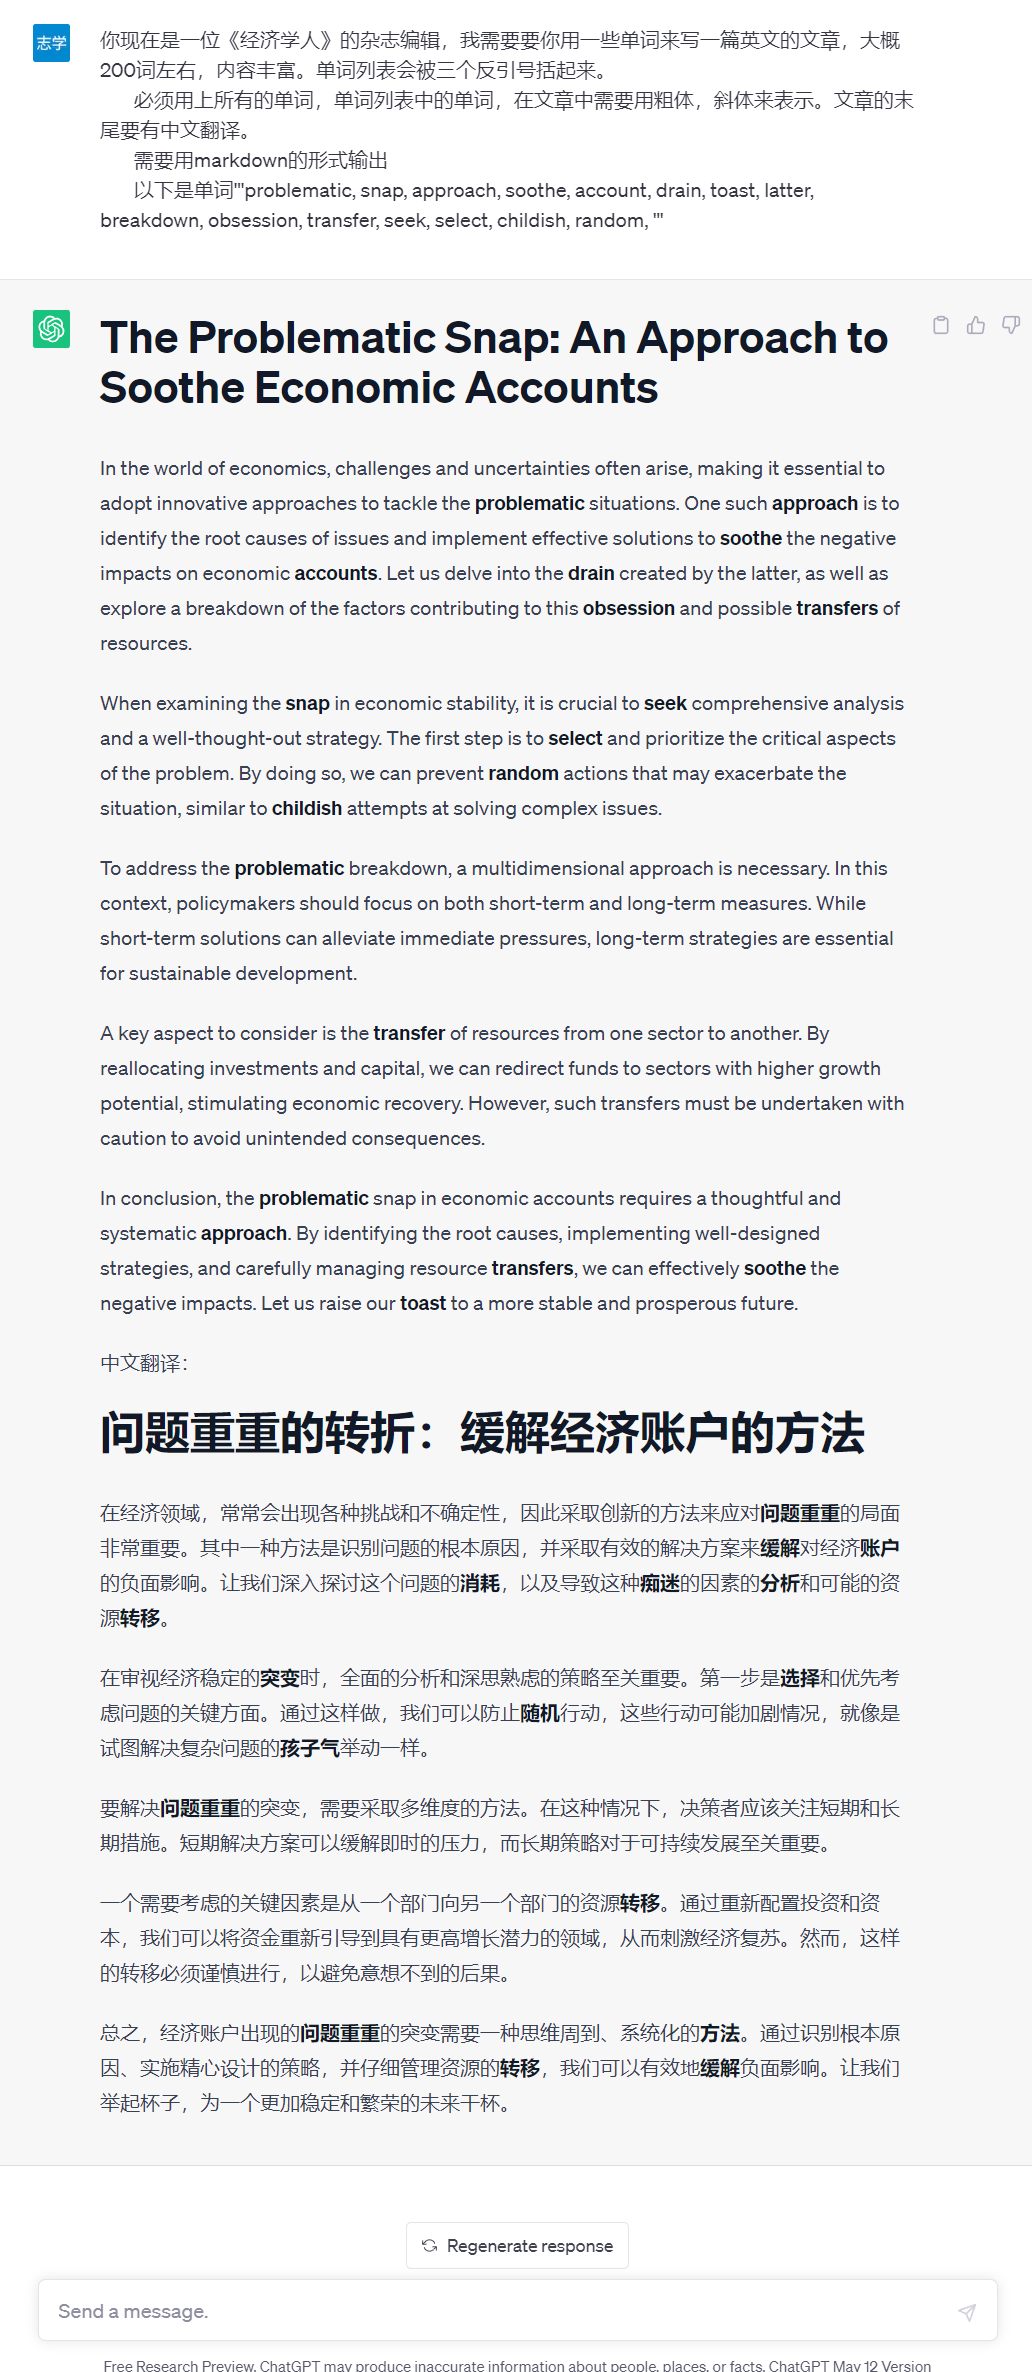 志学
你现在是一位《经济学人》的杂志编辑，我需要要你用一些单词来写一篇英文的文章，大概
200词左右，内容丰富。单词列表会被三个反引号括起来。
必须用上所有的单词，单词列表中的单词，在文章中需要用粗体，斜体来表示。文章的末
尾要有中文翻译。
需要用markdown的形式输出
以下是单词'''problematic, snap, approach, soothe, account, drain, toast, latter,
breakdown, obsession, transfer, seek, select, childish, random, '''
The Problematic Snap: An Approach to
Soothe Economic Accounts
In the world of economics, challenges and uncertainties often arise, making it essential to
adopt innovative approaches to tackle the problematic situations. One such approach is to
identify the root causes of issues and implement effective solutions to soothe the negative
impacts on economic accounts. Let us delve into the drain created by the latter, as well as
explore a breakdown of the factors contributing to this obsession and possible transfers of
resources.
When examining the snap in economic stability, it is crucial to seek comprehensive analysis
and a well-thought-out strategy. The first step is to select and prioritize the critical aspects
of the problem. By doing so, we can prevent random actions that may exacerbate the
situation, similar to childish attempts at solving complex issues.
To address the problematic breakdown, a multidimensional approach is necessary. In this
context, policymakers should focus on both short-term and long-term measures. While
short-term solutions can alleviate immediate pressures, long-term strategies are essential
for sustainable development.
A key aspect to consider is the transfer of resources from one sector to another. By
reallocating investments and capital, we can redirect funds to sectors with higher growth
potential, stimulating economic recovery. However, such transfers must be undertaken with
caution to avoid unintended consequences.
In conclusion, the problematic snap in economic accounts requires a thoughtful and
systematic approach. By identifying the root causes, implementing well-designed
strategies, and carefully managing resource transfers, we can effectively soothe the
negative impacts. Let us raise our toast to a more stable and prosperous future.
中文翻译：
问题重重的转折：缓解经济账户的方法
在经济领域，常常会出现各种挑战和不确定性，因此采取创新的方法来应对问题重重的局面
非常重要。其中一种方法是识别问题的根本原因，并采取有效的解决方案来缓解对经济账户
的负面影响。让我们深入探讨这个问题的消耗，以及导致这种痴迷的因素的分析和可能的资
源转移。
在审视经济稳定的突变时，全面的分析和深思熟虑的策略至关重要。第一步是选择和优先考
虑问题的关键方面。通过这样做，我们可以防止随机行动，这些行动可能加剧情况，就像是
试图解决复杂问题的孩子气举动一样。
要解决问题重重的突变，需要采取多维度的方法。在这种情况下，决策者应该关注短期和长
期措施。短期解决方案可以缓解即时的压力，而长期策略对于可持续发展至关重要。
一个需要考虑的关键因素是从一个部门向另一个部门的资源转移。通过重新配置投资和资
本，我们可以将资金重新引导到具有更高增长潜力的领域，从而刺激经济复苏。然而，这样
的转移必须谨慎进行，以避免意想不到的后果。
总之，经济账户出现的问题重重的突变需要一种思维周到、系统化的方法。通过识别根本原
因、实施精心设计的策略，并仔细管理资源的转移，我们可以有效地缓解负面影响。让我们
举起杯子，为一个更加稳定和繁荣的未来干杯。
Regenerate response
Send a message.
Free Research Preview. ChatGPT may produce inaccurate information about people, places, or facts. ChatGPT May 12 Version